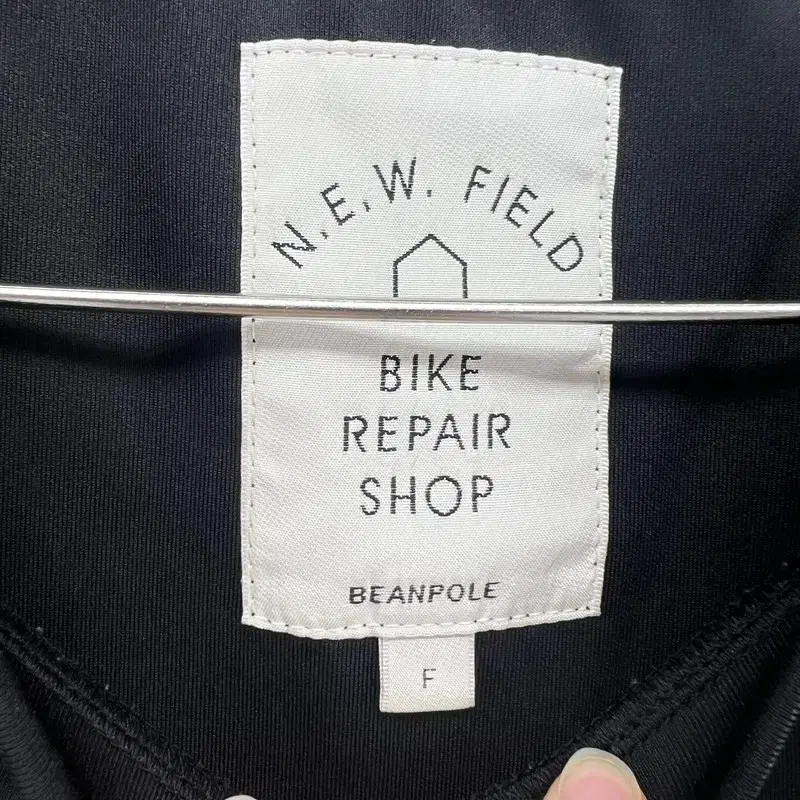 N.E.W. FIELD
BIKE
REPAIR
SHOP
BEANPOLE
F